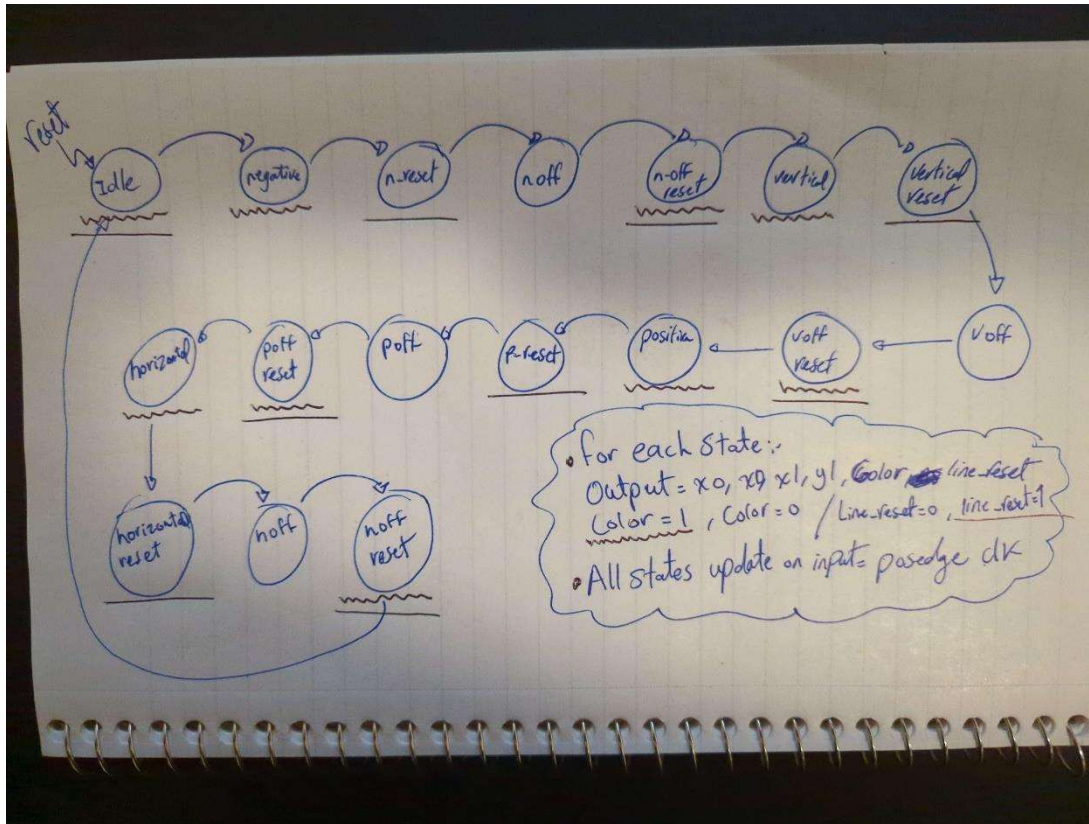 reset
Idle
negative
n-reset
noff
n-off
reset
vertical
vertical
reset
voff
voff
reset
positive
p-reset
poff
poff
reset
horizontal
horizontal
reset
hoff
hoff
reset
• for each state:-
Output = x0, y0, x1, y1, Color, line_reset
Color = 1, Color = 0 / Line_reset=0, line_reset=1
• All states update on input= posedge clk